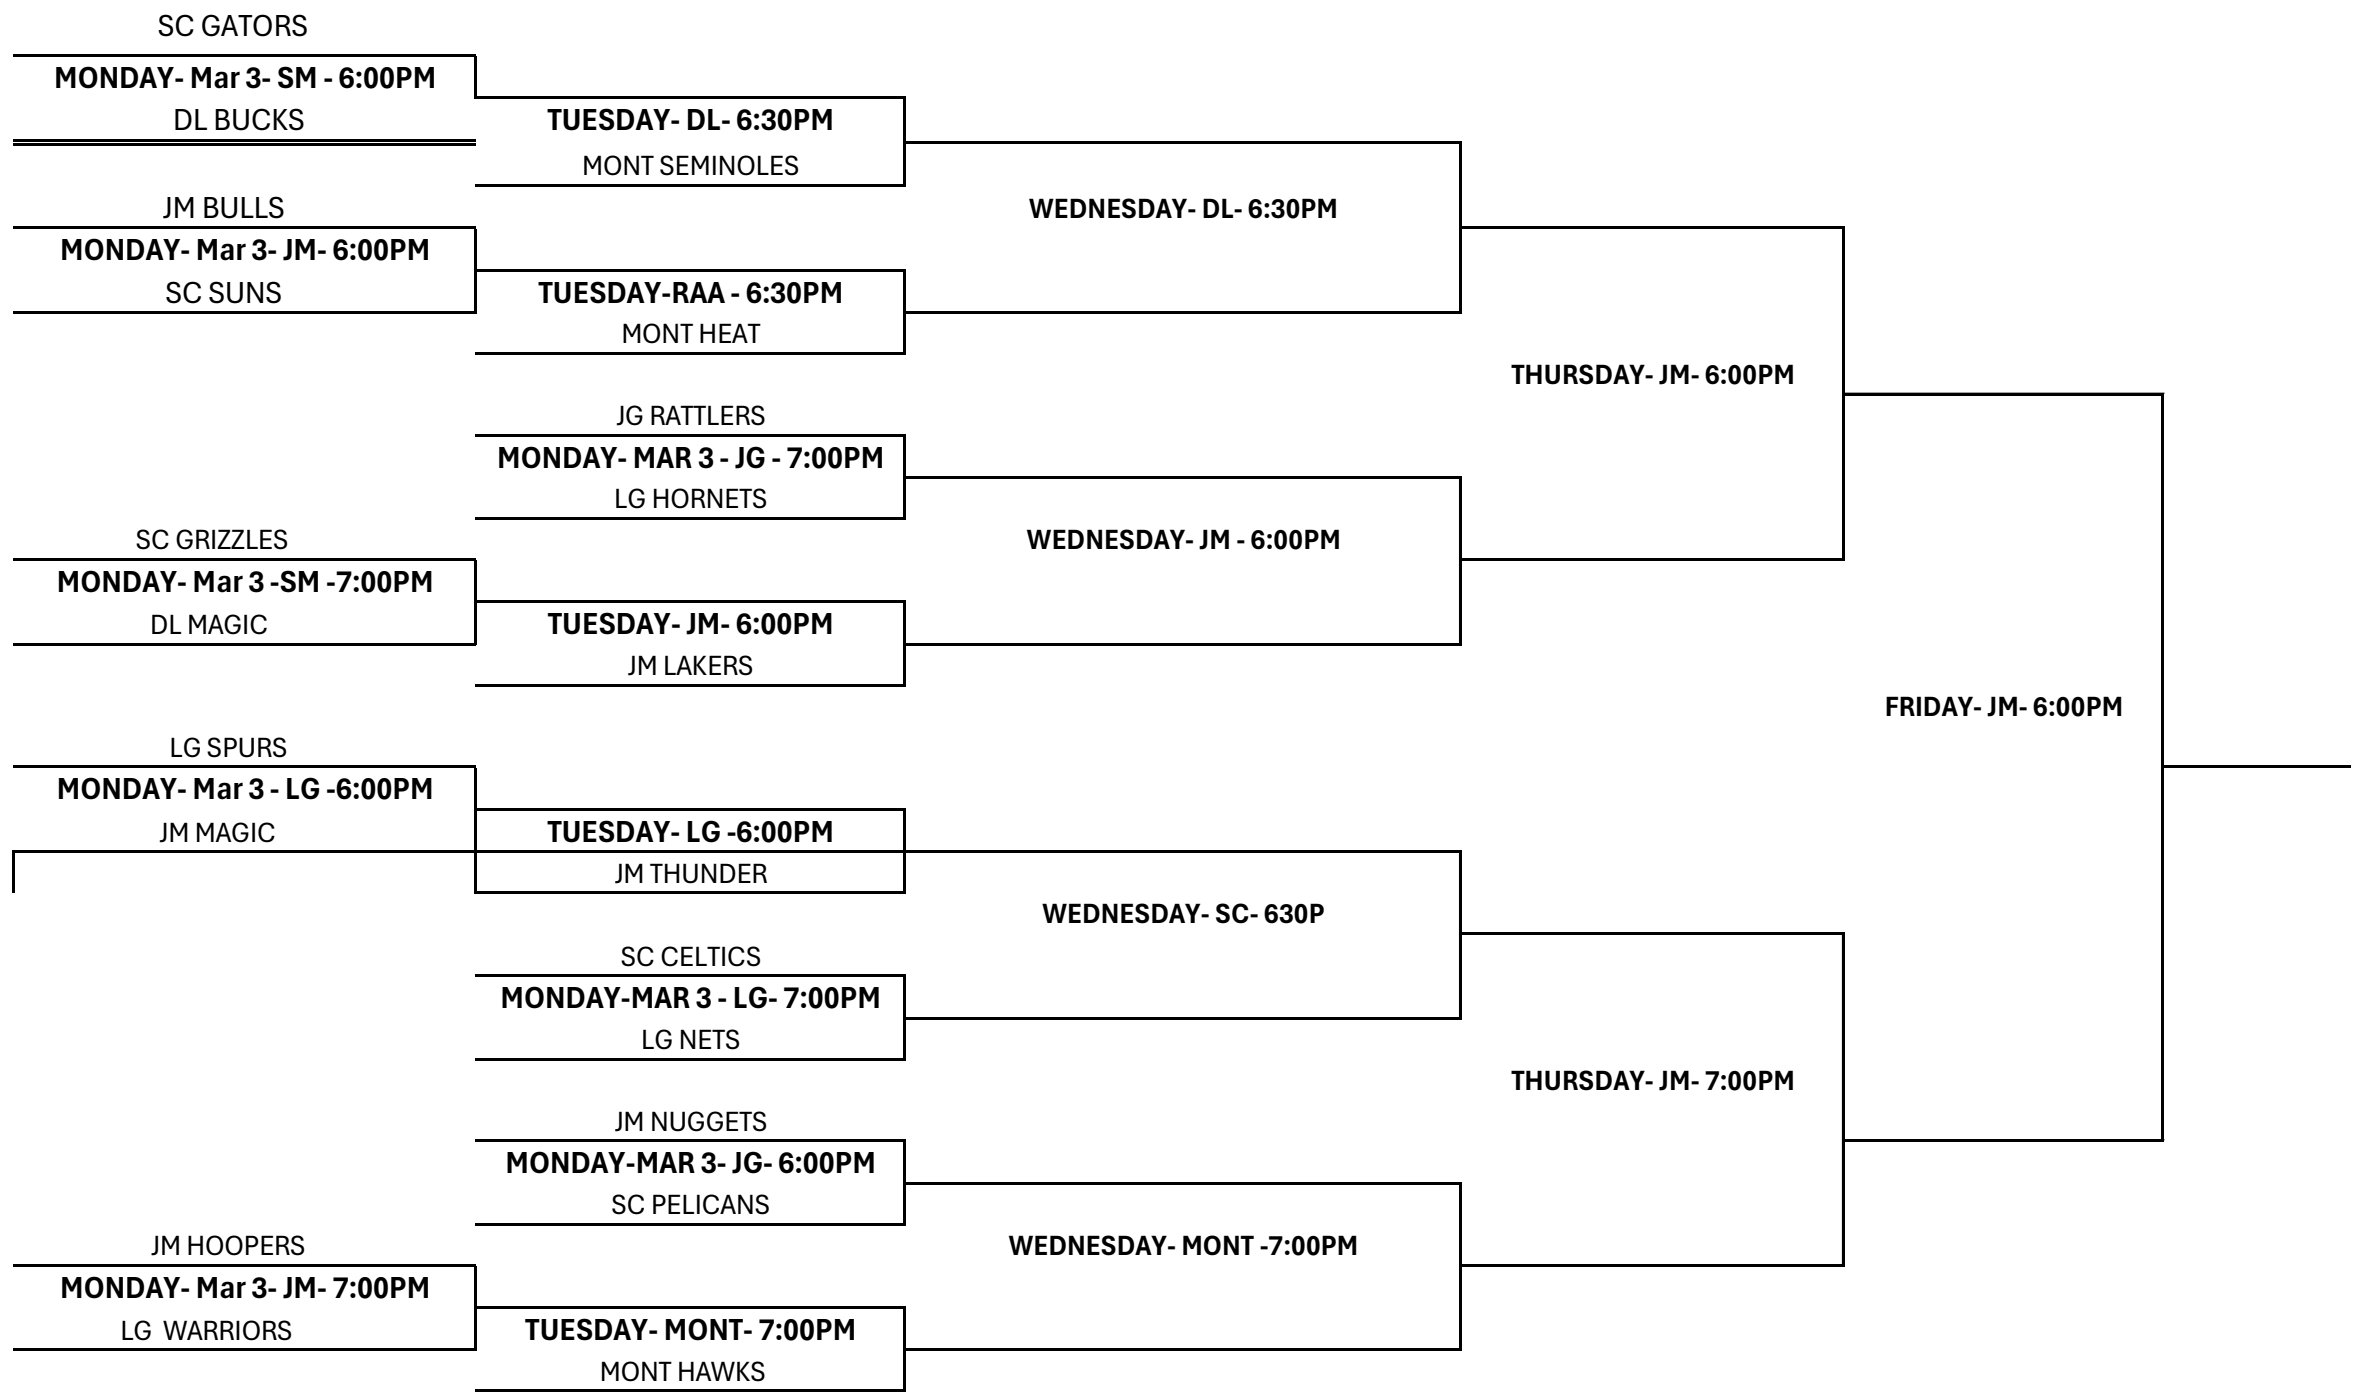 SC GATORS
MONDAY- Mar 3- SM - 6:00PM
DL BUCKS
TUESDAY- DL- 6:30PM
MONT SEMINOLES
JM BULLS
WEDNESDAY- DL- 6:30PM
MONDAY- Mar 3- JM- 6:00PM
SC SUNS
TUESDAY-RAA - 6:30PM
MONT HEAT
THURSDAY- JM- 6:00PM
JG RATTLERS
MONDAY- MAR 3 - JG - 7:00PM
LG HORNETS
SC GRIZZLES
WEDNESDAY- JM - 6:00PM
MONDAY- Mar 3 -SM -7:00PM
DL MAGIC
TUESDAY- JM- 6:00PM
JM LAKERS
FRIDAY- JM- 6:00PM
LG SPURS
MONDAY- Mar 3 - LG -6:00PM
JM MAGIC
TUESDAY- LG -6:00PM
JM THUNDER
WEDNESDAY- SC- 630P
SC CELTICS
MONDAY-MAR 3 - LG- 7:00PM
LG NETS
THURSDAY- JM- 7:00PM
JM NUGGETS
MONDAY-MAR 3- JG- 6:00PM
SC PELICANS
JM HOOPERS
WEDNESDAY- MONT -7:00PM
MONDAY- Mar 3- JM- 7:00PM
LG  WARRIORS
TUESDAY- MONT- 7:00PM
MONT HAWKS